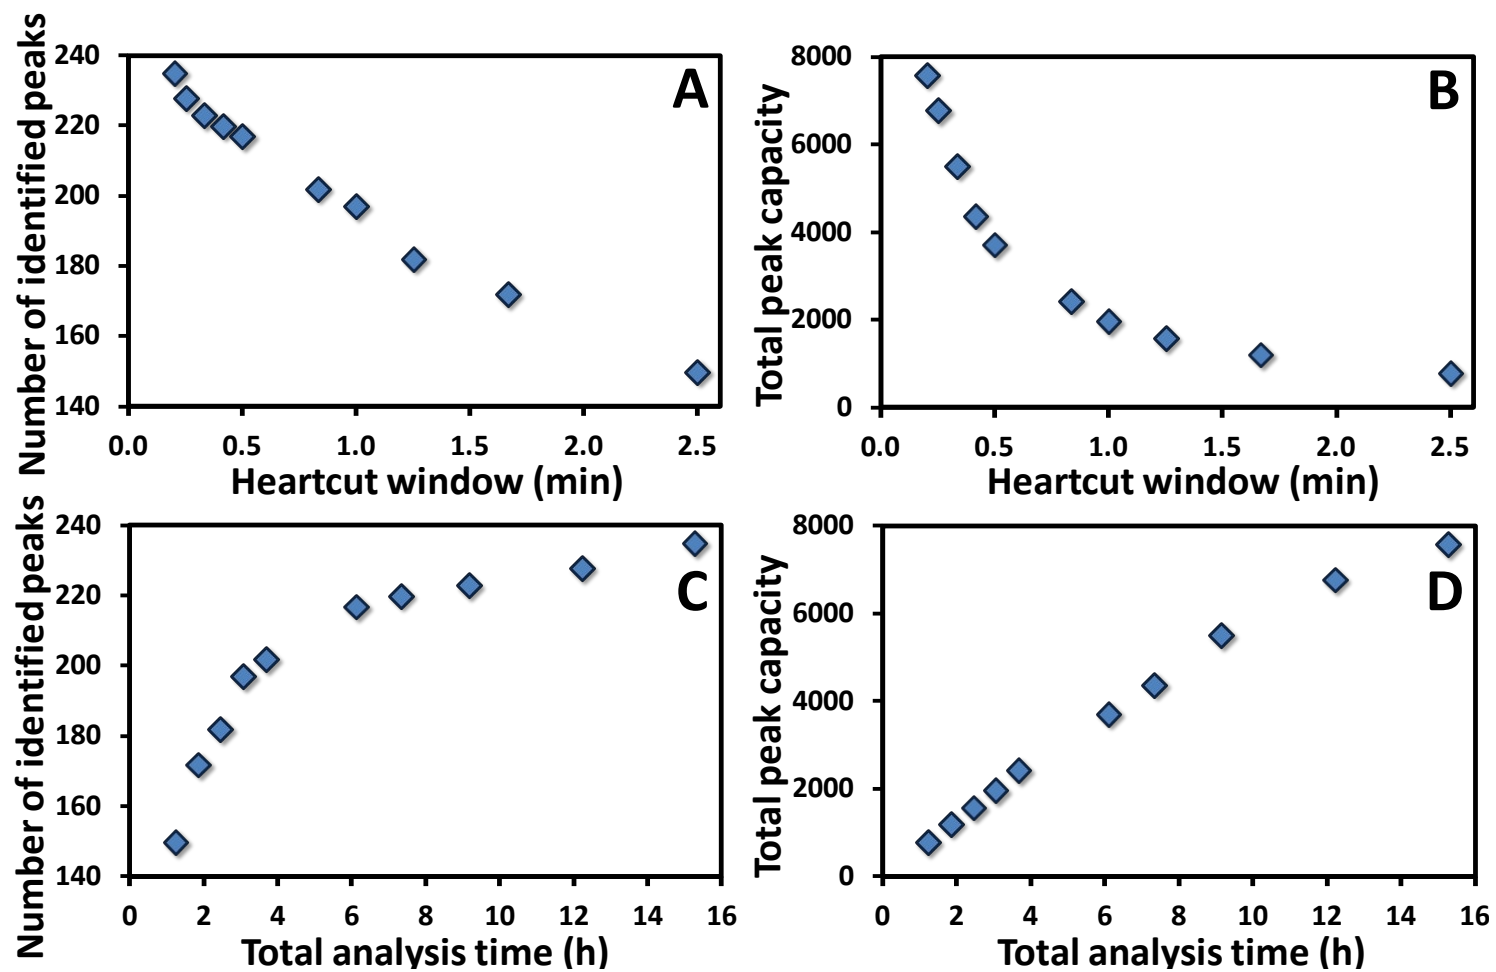 Number of identified peaks
240
220
200
180
160
140
A
0.0 0.5 1.0 1.5 2.0 2.5
Heartcut window (min)
Total peak capacity
8000
6000
4000
2000
0
B
0.0 0.5 1.0 1.5 2.0 2.5
Heartcut window (min)
Number of identified peaks
240
220
200
180
160
140
C
0 2 4 6 8 10 12 14 16
Total analysis time (h)
Total peak capacity
8000
6000
4000
2000
0
D
0 2 4 6 8 10 12 14 16
Total analysis time (h)